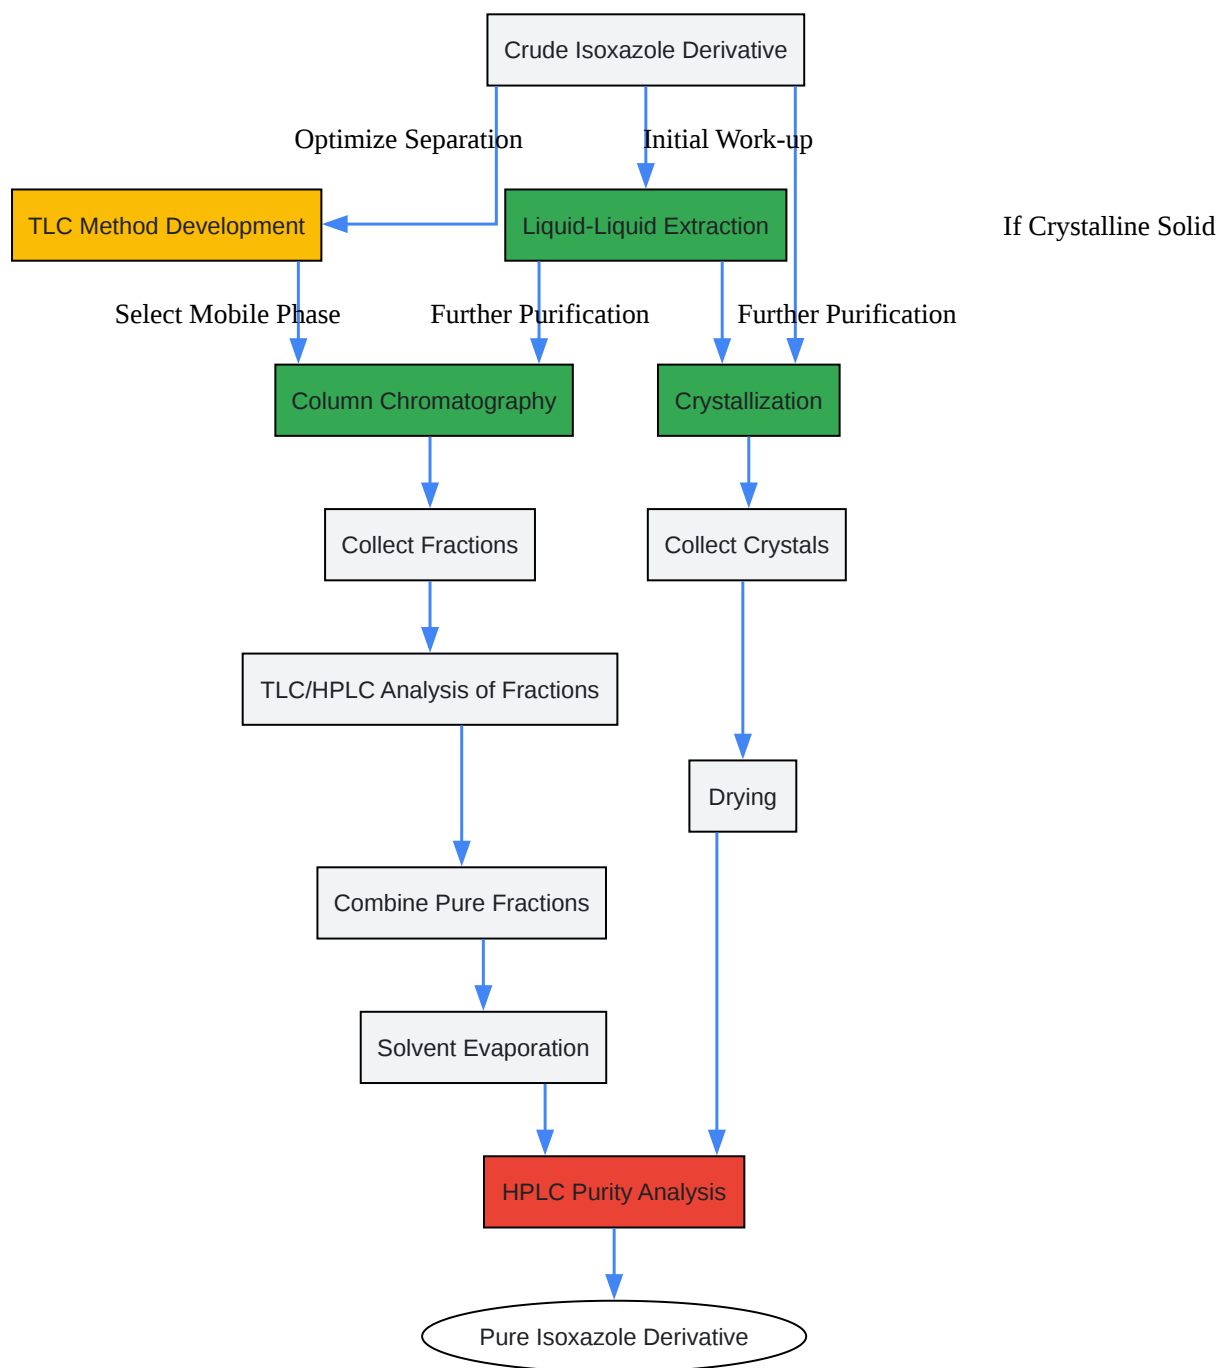 Crude Isoxazole Derivative
Optimize Separation
Initial Work-up
TLC Method Development
Liquid-Liquid Extraction
If Crystalline Solid
Select Mobile Phase
Further Purification
Further Purification
Column Chromatography
Crystallization
Collect Fractions
Collect Crystals
TLC/HPLC Analysis of Fractions
Drying
Combine Pure Fractions
Solvent Evaporation
HPLC Purity Analysis
Pure Isoxazole Derivative